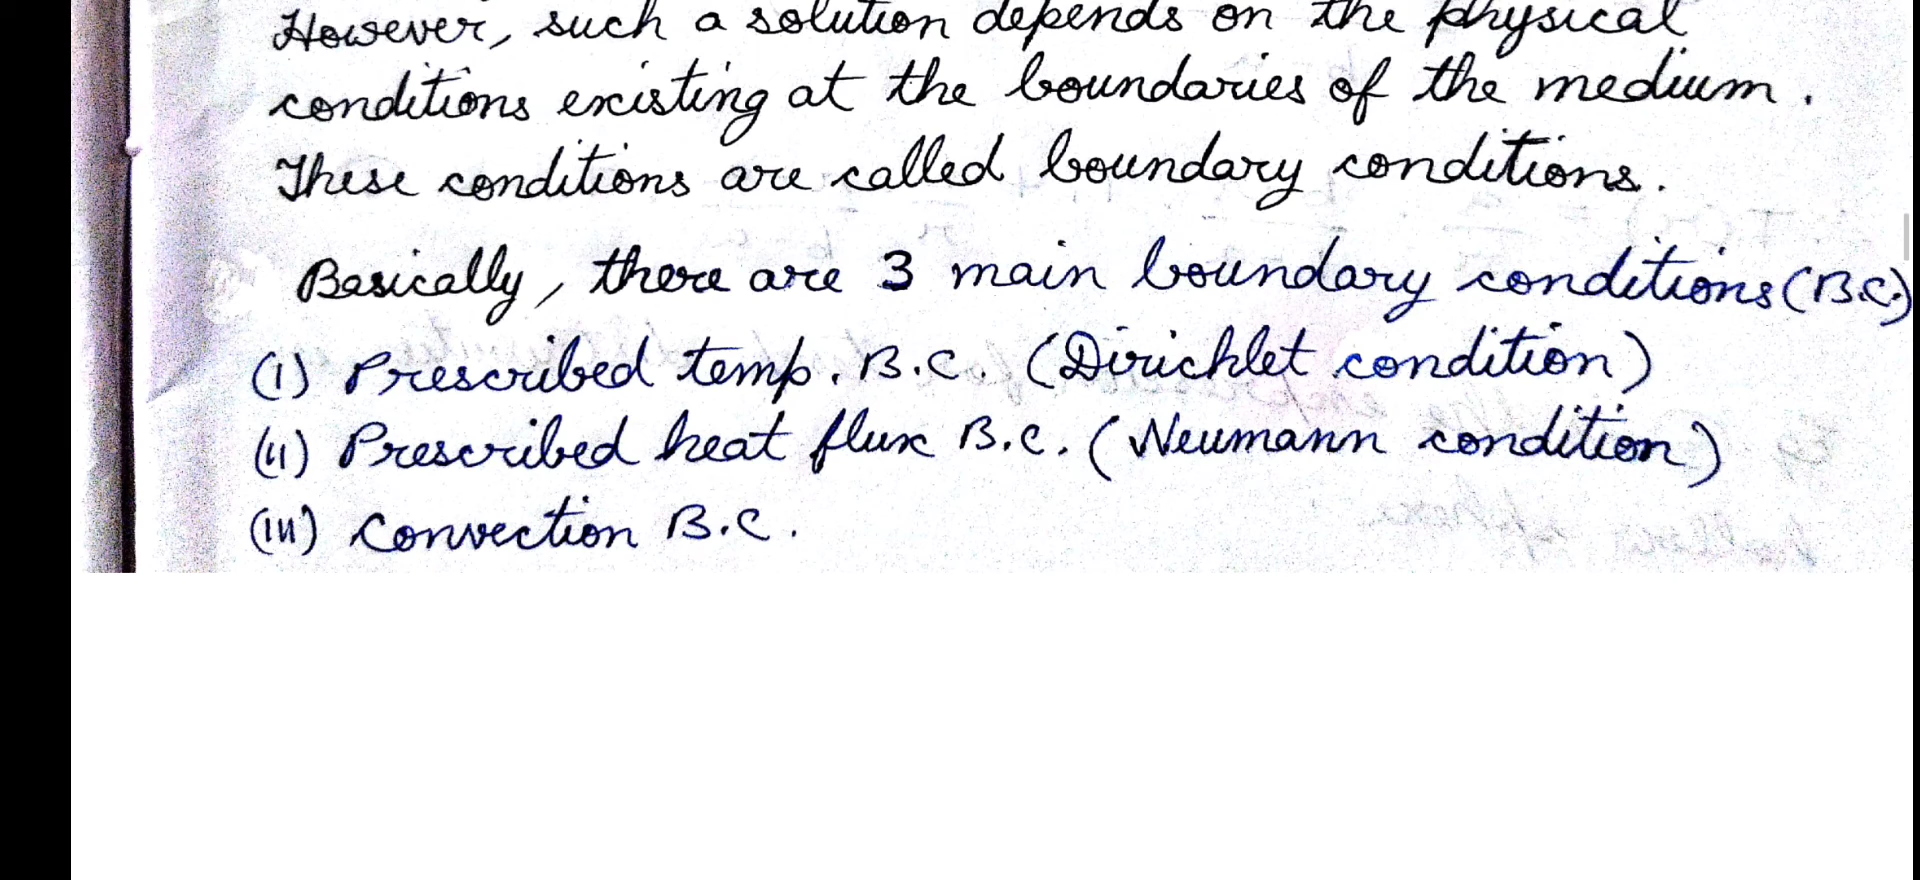 However, such a solution depends on the physical
conditions existing at the boundaries of the medium.
These conditions are called boundary conditions.
Basically, there are 3 main boundary conditions (B.C.)
(i) Prescribed temp. B.C. (Dirichlet condition)
(ii) Prescribed heat flux B.C. (Neumann condition)
(iii) Convection B.C.